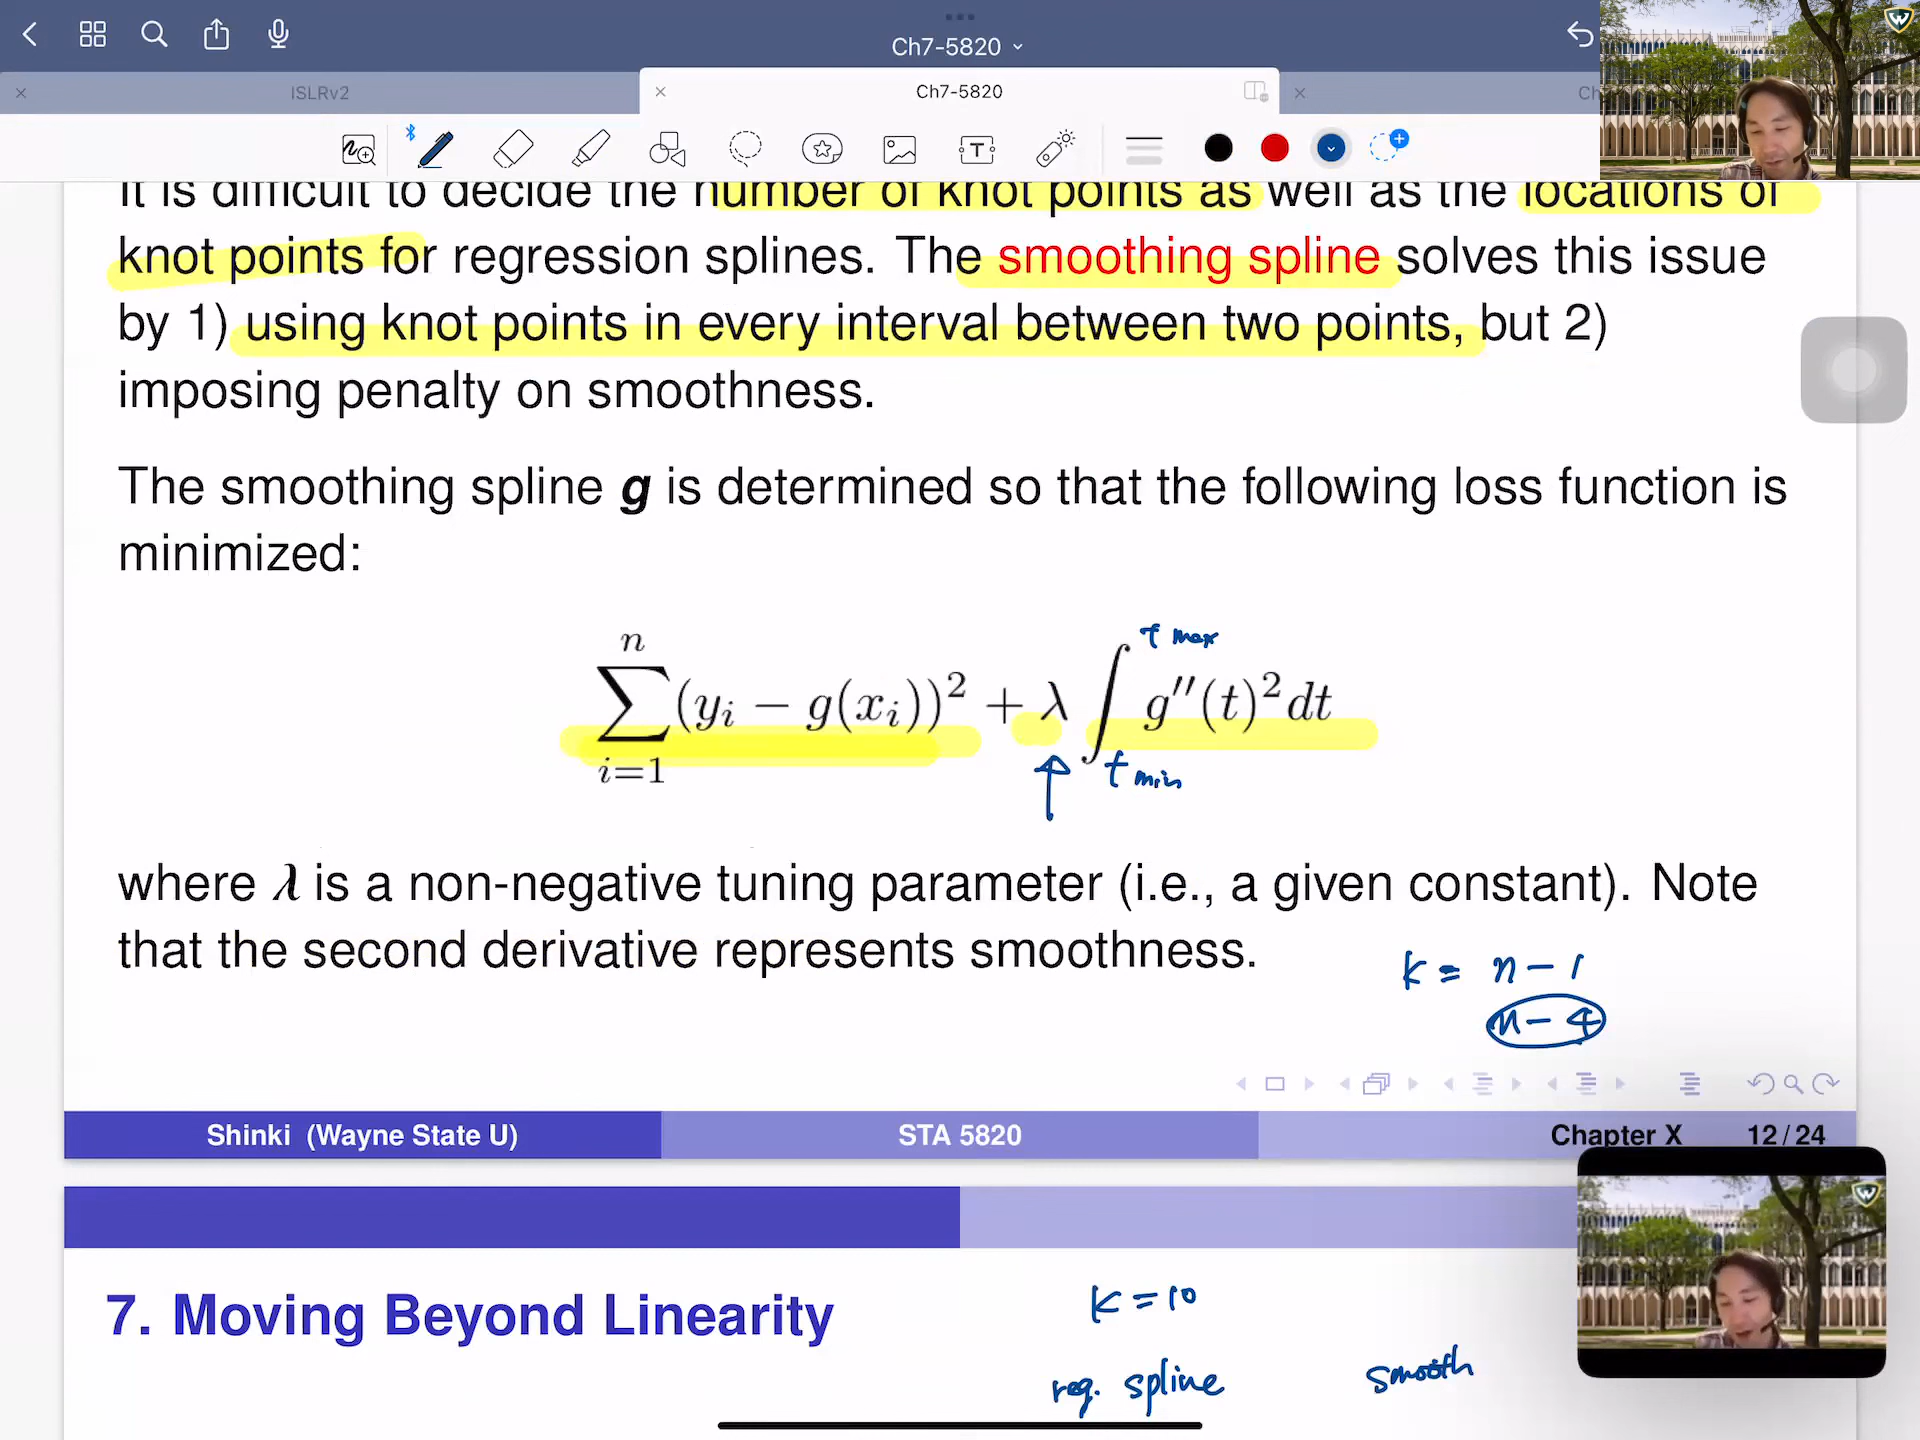 Ch7-5820
ISLRv2
Ch7-5820
It is difficult to decide the number of knot points as well as the locations of
knot points for regression splines. The smoothing spline solves this issue
by 1) using knot points in every interval between two points, but 2)
imposing penalty on smoothness.
The smoothing spline g is determined so that the following loss function is
minimized:
∑_{i=1}^{n} (y_i − g(x_i))² + λ ∫ g′′(t)² dt
t max
t min
where λ is a non-negative tuning parameter (i.e., a given constant). Note
that the second derivative represents smoothness.
K = n − 1
n − 4
Shinki (Wayne State U) STA 5820 Chapter X 12 / 24
7. Moving Beyond Linearity
K = 10
reg. spline smooth